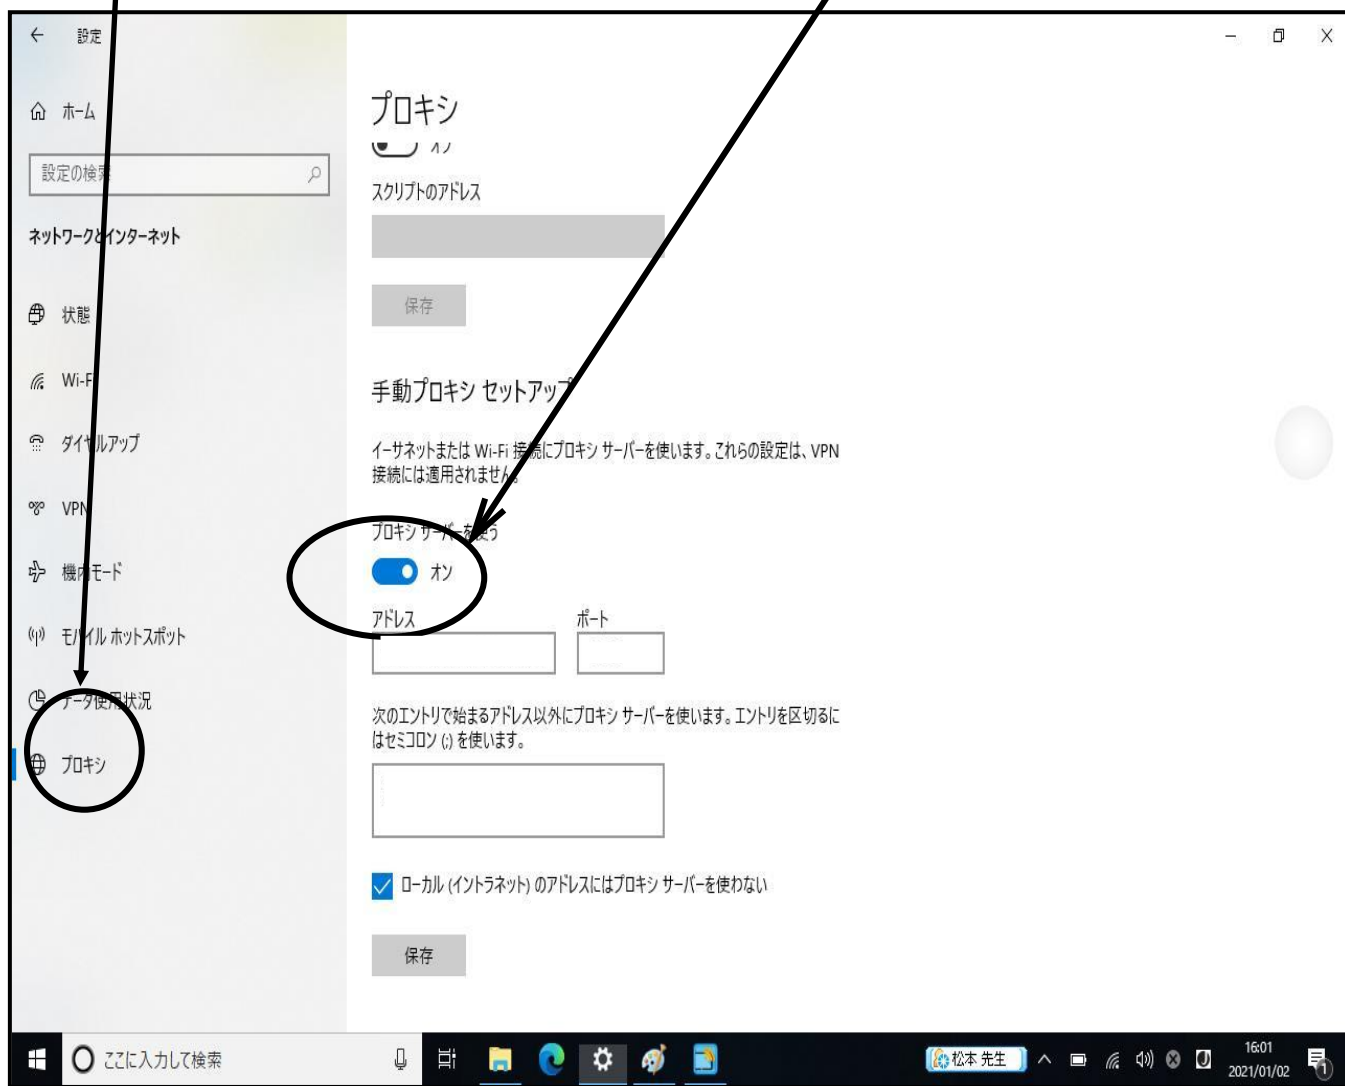 設定
ホーム
プロキシ
オフ
設定の検索
スクリプトのアドレス
ネットワークとインターネット
保存
状態
Wi-Fi
手動プロキシ セットアップ
ダイヤルアップ
イーサネットまたは Wi-Fi 接続にプロキシ サーバーを使います。これらの設定は、VPN
接続には適用されません。
VPN
プロキシ サーバーを使う
機内モード
オン
アドレス
ポート
モバイル ホットスポット
データ使用状況
次のエントリで始まるアドレス以外にプロキシ サーバーを使います。エントリを区切るに
はセミコロン (;) を使います。
プロキシ
ローカル (イントラネット) のアドレスにはプロキシ サーバーを使わない
保存
ここに入力して検索
松本 先生
16:01
2021/01/02
1